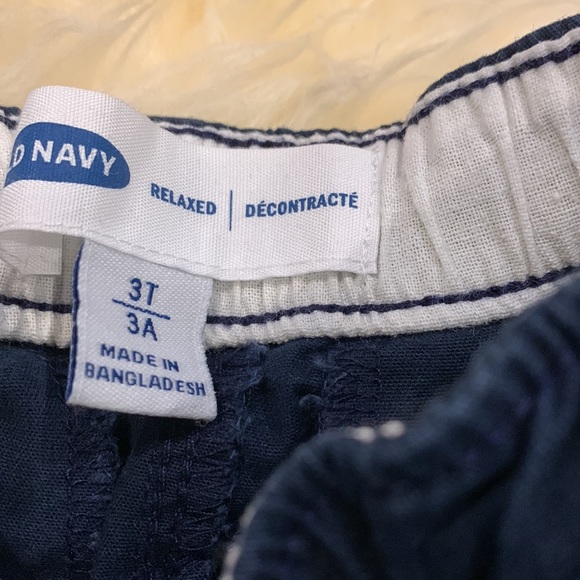 D NAVY
RELAXED | DÉCONTRACTÉ
3T
3A
MADE IN
BANGLADESH